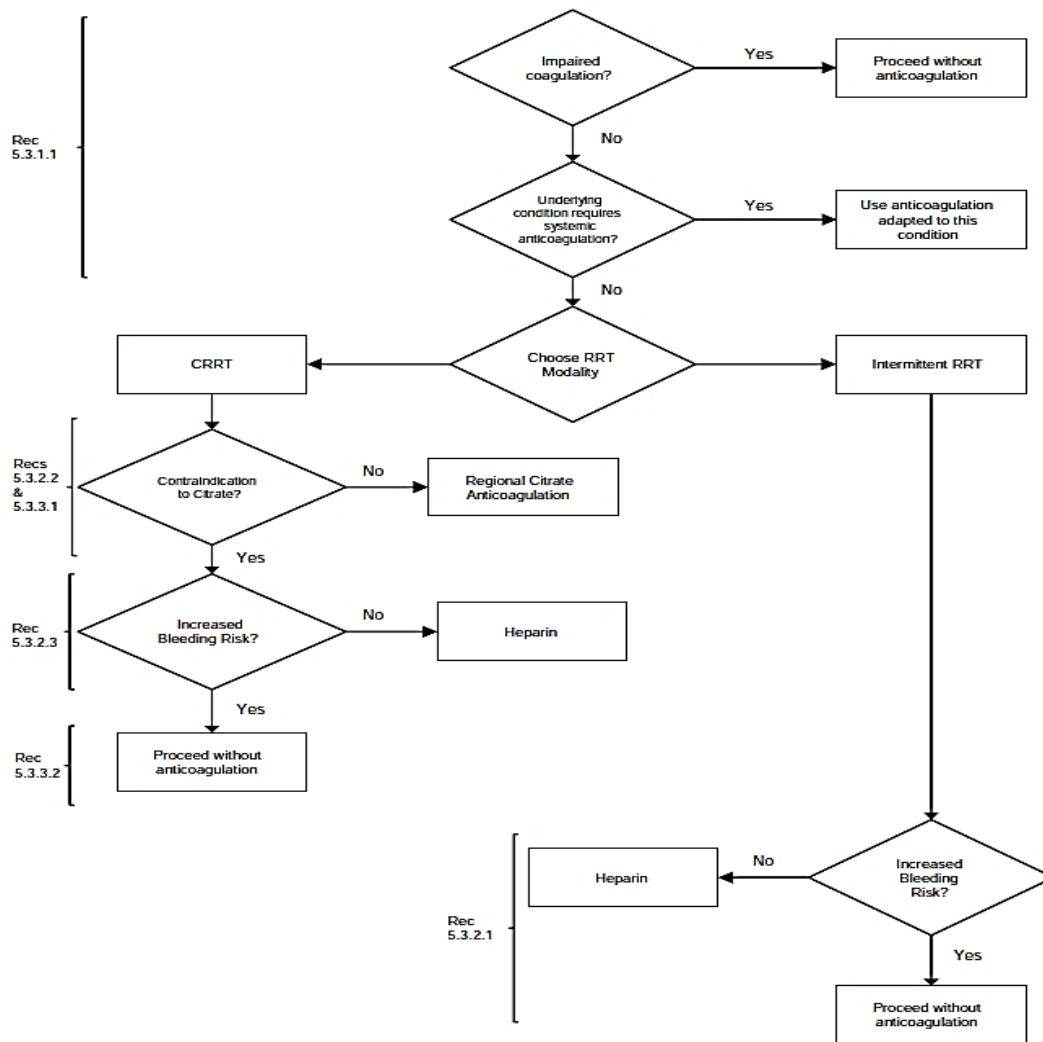 Impaired
coagulation?
Yes
Proceed without
anticoagulation
Rec
5.3.1.1
No
Underlying
condition requires
systemic
anticoagulation?
Yes
Use anticoagulation
adapted to this
condition
No
Choose RRT
Modality
CRRT
Intermittent RRT
Recs
5.3.2.2
&
5.3.3.1
Contraindication
to Citrate?
No
Regional Citrate
Anticoagulation
Yes
Rec
5.3.2.3
Increased
Bleeding Risk?
No
Heparin
Yes
Rec
5.3.3.2
Proceed without
anticoagulation
Rec
5.3.2.1
Heparin
No
Increased
Bleeding
Risk?
Yes
Proceed without
anticoagulation